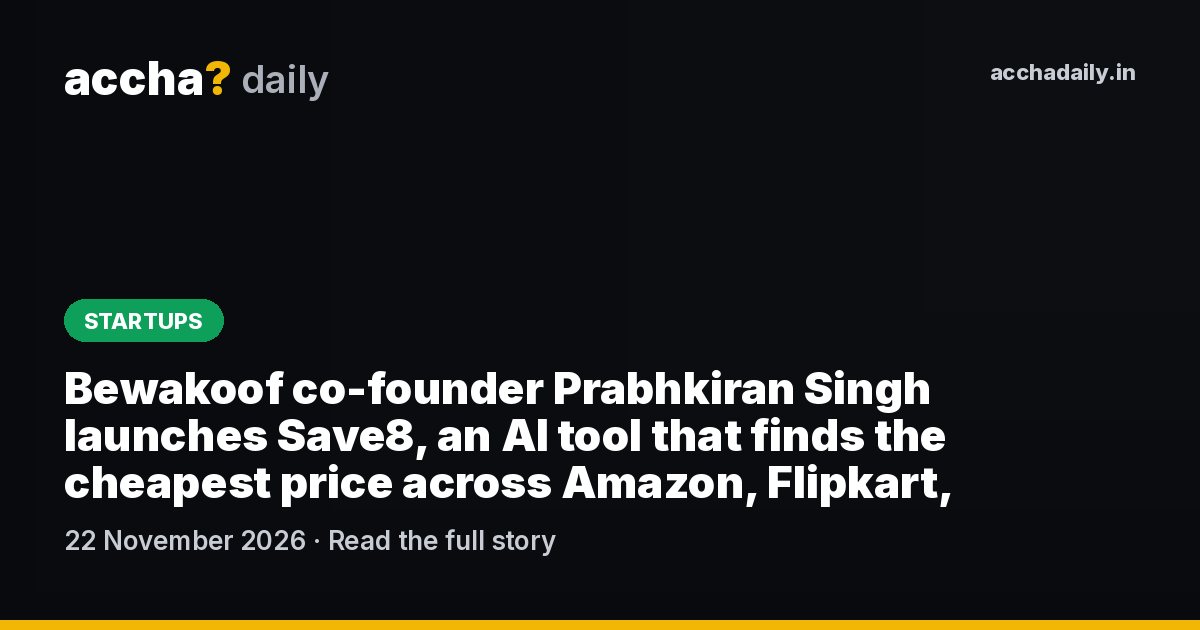 accha? daily
acchadaily.in
STARTUPS
Bewakoof co-founder Prabhkiran Singh
launches Save8, an AI tool that finds the
cheapest price across Amazon, Flipkart,
22 November 2026 · Read the full story